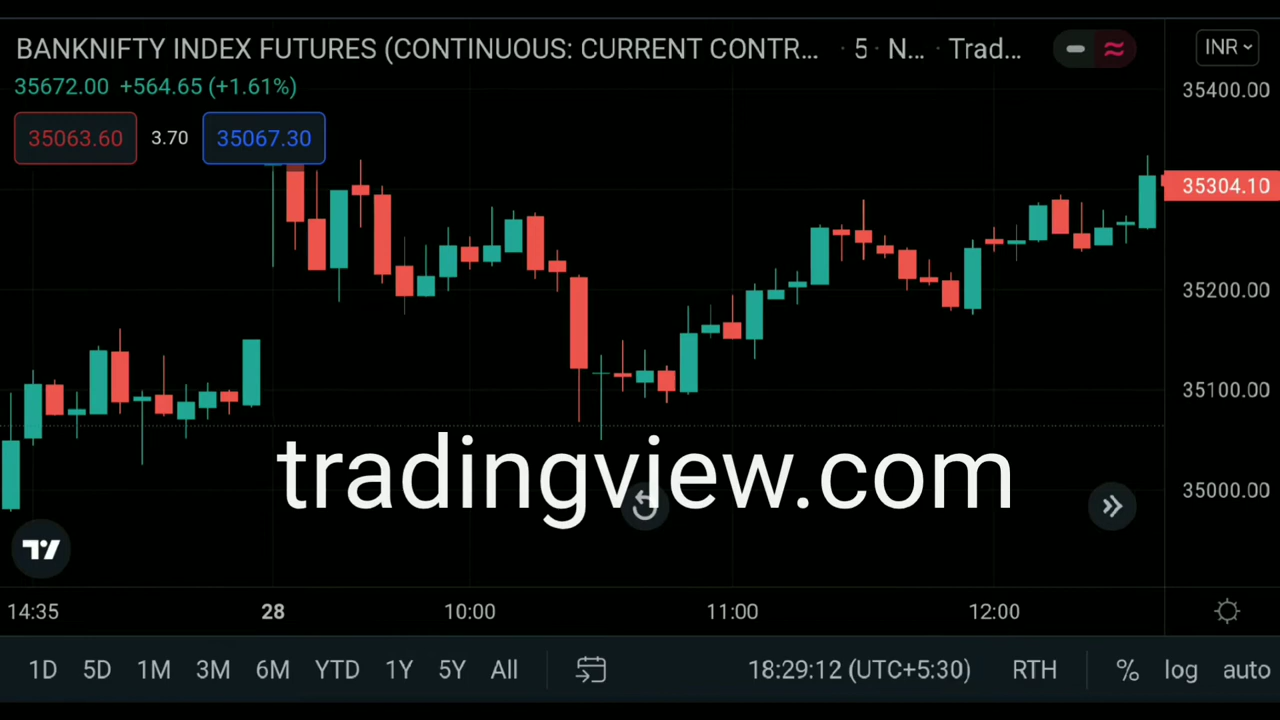 BANKNIFTY INDEX FUTURES (CONTINUOUS: CURRENT CONTR... · 5 · N... · Trad...
INR
35672.00 +564.65 (+1.61%)
35400.00
35063.60 3.70 35067.30
35304.10
35200.00
35100.00
tradingview.com
35000.00
14:35 28 10:00 11:00 12:00
1D 5D 1M 3M 6M YTD 1Y 5Y All 18:29:12 (UTC+5:30) RTH % log auto